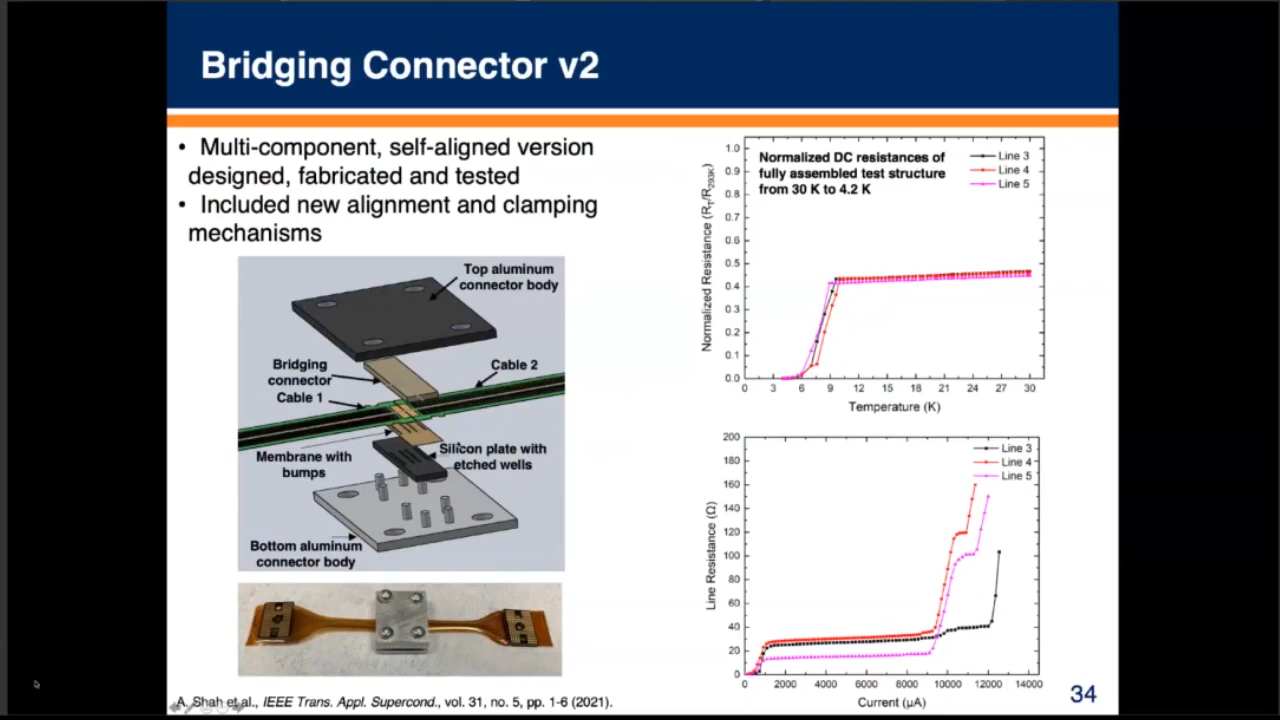 Bridging Connector v2
• Multi-component, self-aligned version
designed, fabricated and tested
• Included new alignment and clamping
mechanisms
Top aluminum
connector body
Bridging
connector
Cable 2
Cable 1
Membrane with
bumps
Silicon plate with
etched wells
Bottom aluminum
connector body
A. Shah et al., IEEE Trans. Appl. Supercond., vol. 31, no. 5, pp. 1-6 (2021).
Normalized DC resistances of
fully assembled test structure
from 30 K to 4.2 K
Line 3
Line 4
Line 5
Normalized Resistance (R_T/R_293K)
1.0
0.9
0.8
0.7
0.6
0.5
0.4
0.3
0.2
0.1
0.0
0 3 6 9 12 15 18 21 24 27 30
Temperature (K)
Line 3
Line 4
Line 5
Line Resistance (Ω)
200
180
160
140
120
100
80
60
40
20
0
0 2000 4000 6000 8000 10000 12000 14000
Current (µA)
34